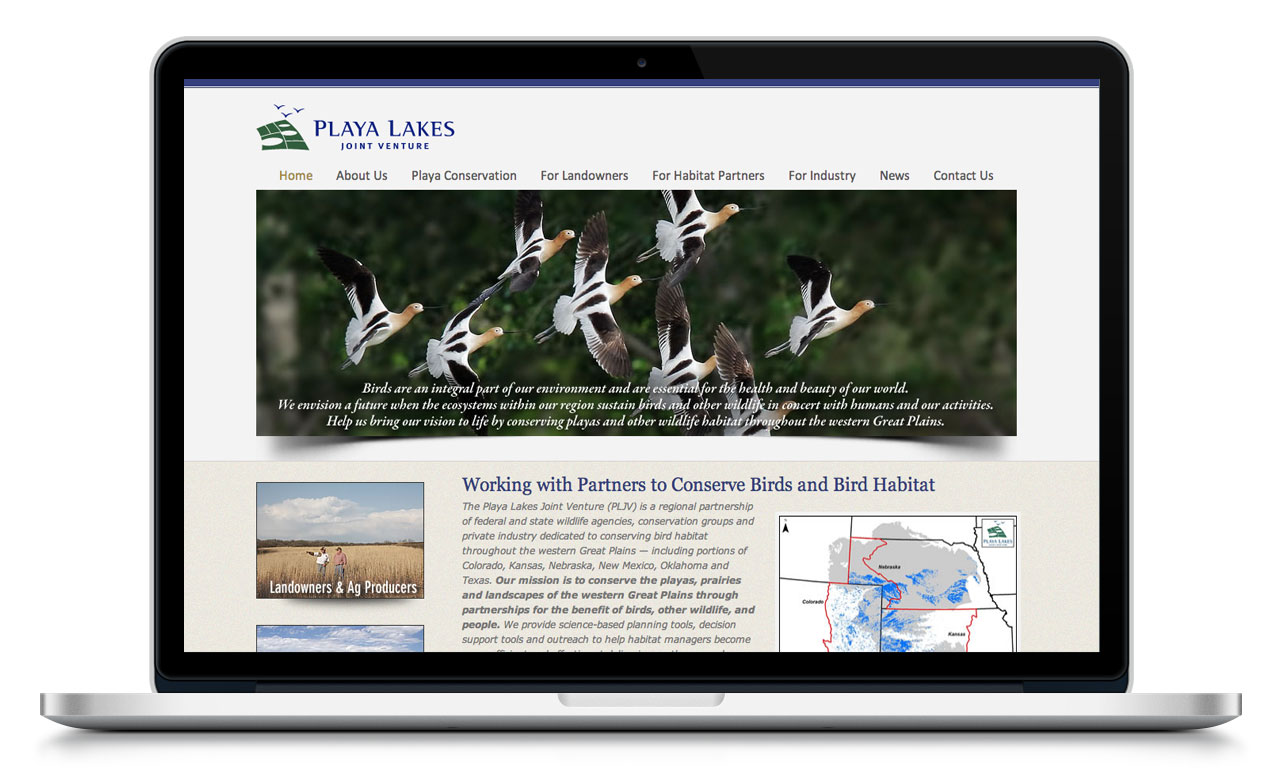 PLAYA LAKES
JOINT VENTURE
Home About Us Playa Conservation For Landowners For Habitat Partners For Industry News Contact Us
Birds are an integral part of our environment and are essential for the health and beauty of our world.
We envision a future when the ecosystems within our region sustain birds and other wildlife in concert with humans and our activities.
Help us bring our vision to life by conserving playas and other wildlife habitat throughout the western Great Plains.
Landowners & Ag Producers
Working with Partners to Conserve Birds and Bird Habitat
The Playa Lakes Joint Venture (PLJV) is a regional partnership
of federal and state wildlife agencies, conservation groups and
private industry dedicated to conserving bird habitat
throughout the western Great Plains — including portions of
Colorado, Kansas, Nebraska, New Mexico, Oklahoma and
Texas. Our mission is to conserve the playas, prairies
and landscapes of the western Great Plains through
partnerships for the benefit of birds, other wildlife, and
people. We provide science-based planning tools, decision
support tools and outreach to help habitat managers become
PLAYA LAKES
Nebraska
Colorado
Kansas